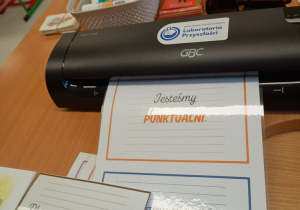 Laboratoria
Przyszłości
GBC
Jesteśmy
PUNKTUALNI.